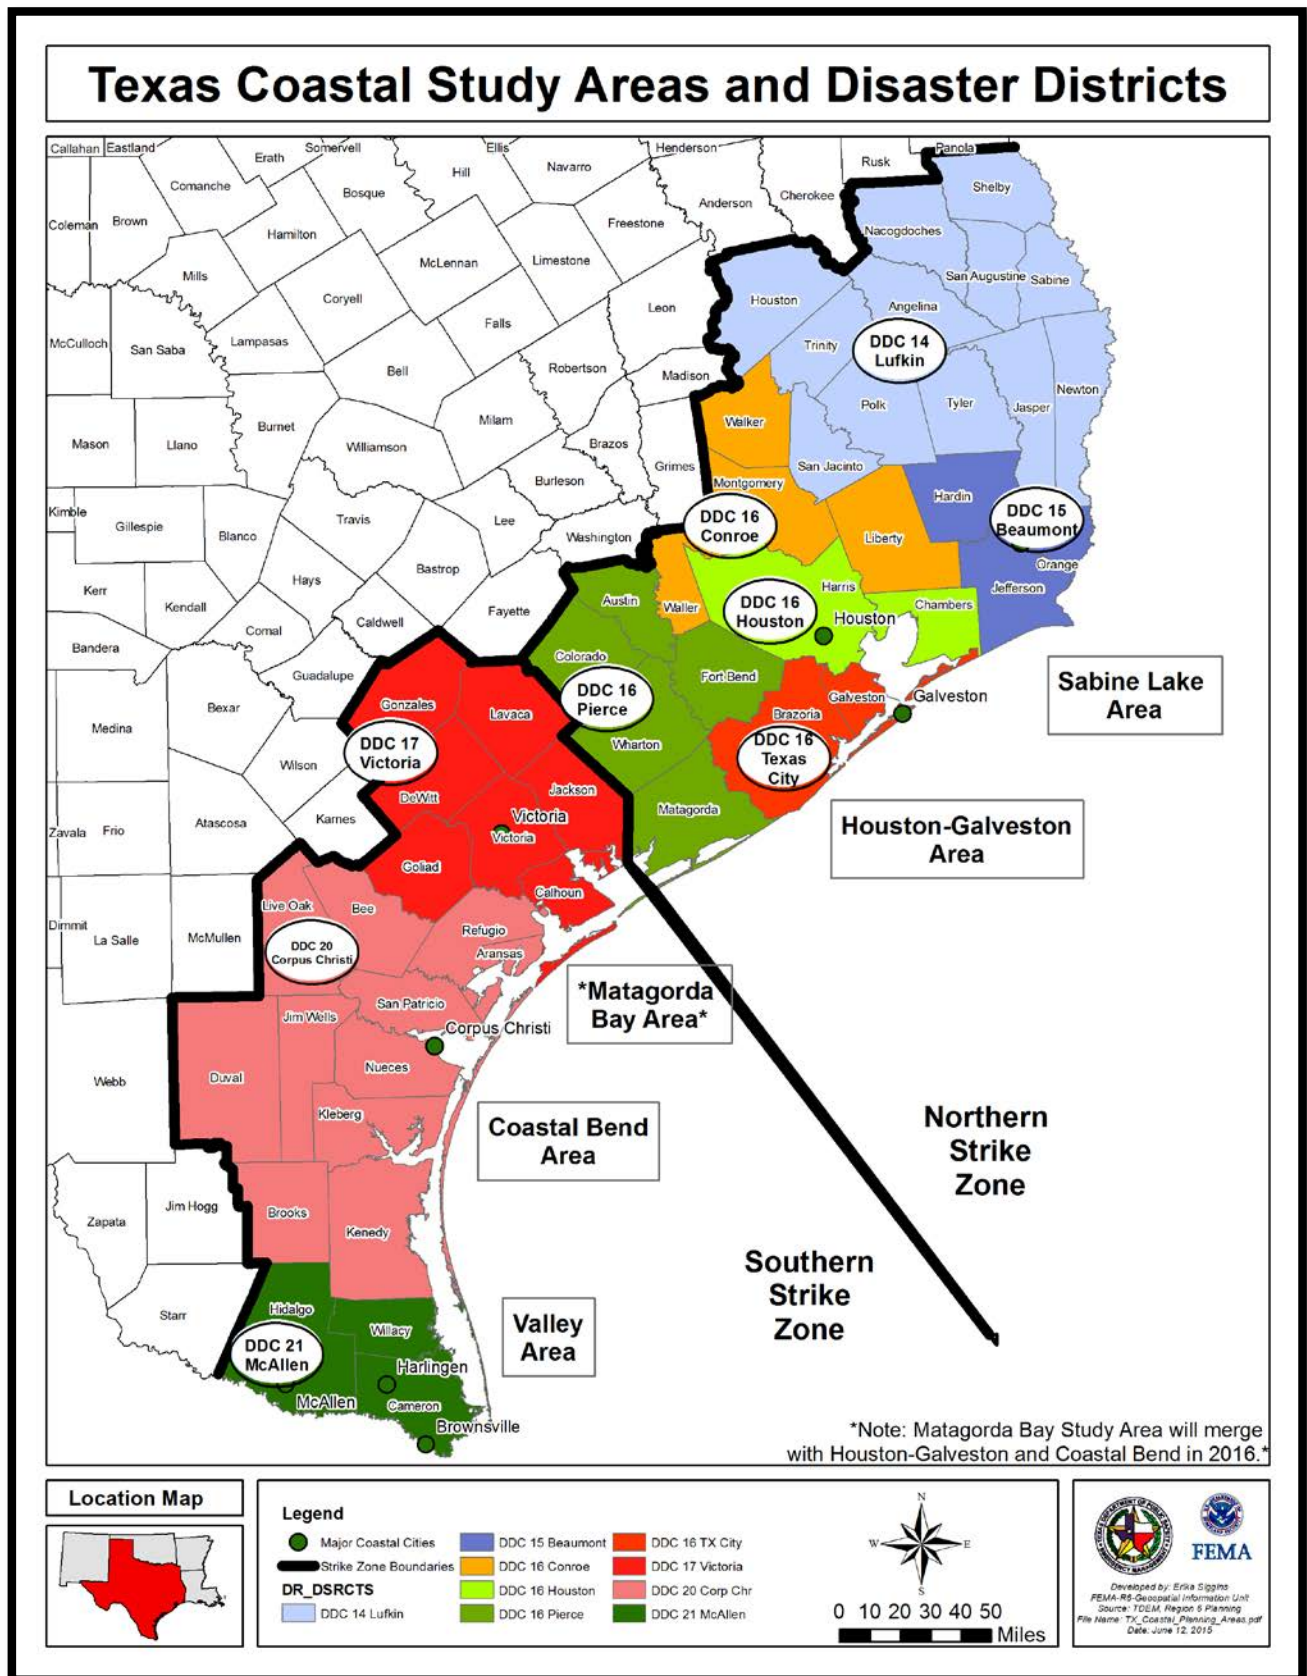 Texas Coastal Study Areas and Disaster Districts
Callahan
Eastland
Erath
Somervell
Ellis
Henderson
Rusk
Panola
Comanche
Bosque
Hill
Navarro
Cherokee
Shelby
Coleman
Brown
Hamilton
Freestone
Anderson
Nacogdoches
Mills
McLennan
Limestone
San Augustine
Sabine
Coryell
Leon
Houston
Angelina
McCulloch
San Saba
Lampasas
Falls
Trinity
DDC 14
Lufkin
Bell
Robertson
Madison
Newton
Mason
Llano
Burnet
Williamson
Milam
Brazos
Walker
Polk
Tyler
Jasper
Grimes
San Jacinto
Burleson
Montgomery
Hardin
Kimble
Gillespie
Blanco
Travis
Lee
Washington
DDC 16
Conroe
Liberty
DDC 15
Beaumont
Orange
Kerr
Kendall
Hays
Bastrop
Fayette
Austin
Waller
DDC 16
Houston
Harris
Houston
Chambers
Jefferson
Bandera
Comal
Caldwell
Guadalupe
Colorado
Fort Bend
Sabine Lake
Area
Medina
Bexar
Gonzales
Lavaca
DDC 16
Pierce
Galveston
Galveston
Brazoria
DDC 17
Victoria
Wilson
Wharton
DDC 16
Texas
City
DeWitt
Jackson
Matagorda
Zavala
Frio
Atascosa
Karnes
Victoria
Victoria
Houston-Galveston
Area
Goliad
Calhoun
Dimmit
La Salle
McMullen
Live Oak
Bee
Refugio
Aransas
DDC 20
Corpus Christi
*Matagorda
Bay Area*
San Patricio
Jim Wells
Corpus Christi
Webb
Duval
Nueces
Kleberg
Coastal Bend
Area
Northern
Strike
Zone
Zapata
Jim Hogg
Brooks
Kenedy
Southern
Strike
Zone
Starr
Hidalgo
Willacy
Valley
Area
DDC 21
McAllen
Harlingen
McAllen
Cameron
Brownsville
*Note: Matagorda Bay Study Area will merge
with Houston-Galveston and Coastal Bend in 2016.*
Location Map
Legend
Major Coastal Cities
Strike Zone Boundaries
DR_DSRCTS
DDC 14 Lufkin
DDC 15 Beaumont
DDC 16 Conroe
DDC 16 Houston
DDC 16 Pierce
DDC 16 TX City
DDC 17 Victoria
DDC 20 Corp Chr
DDC 21 McAllen
N
W
E
S
0 10 20 30 40 50
Miles
FEMA
Developed by: Erika Siggins
FEMA-R6-Geospatial Information Unit
Source: TDEM, Region 6 Planning
File Name: TX_Coastal_Planning_Areas.pdf
Date: June 12, 2015